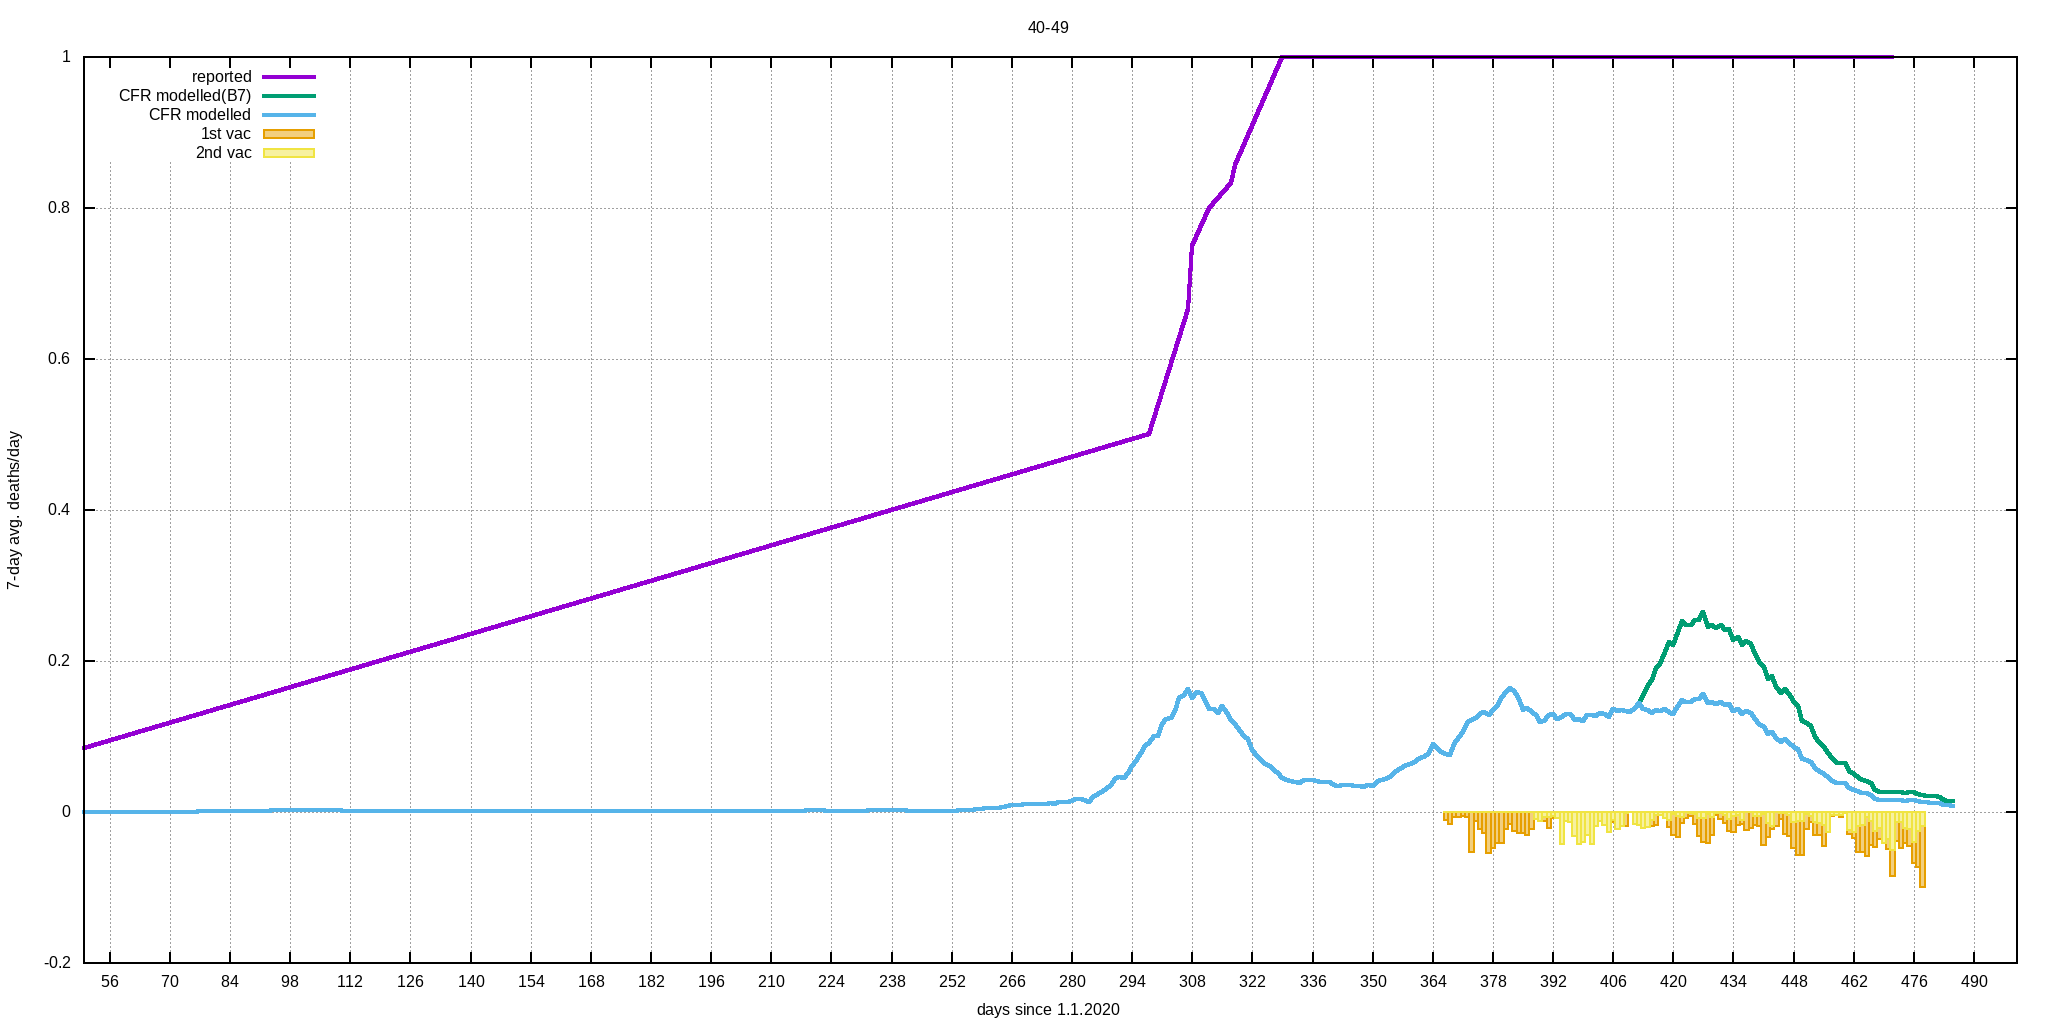 40-49
reported
CFR modelled(B7)
CFR modelled
1st vac
2nd vac
1
0.8
0.6
0.4
0.2
0
-0.2
7-day avg. deaths/day
56 70 84 98 112 126 140 154 168 182 196 210 224 238 252 266 280 294 308 322 336 350 364 378 392 406 420 434 448 462 476 490
days since 1.1.2020